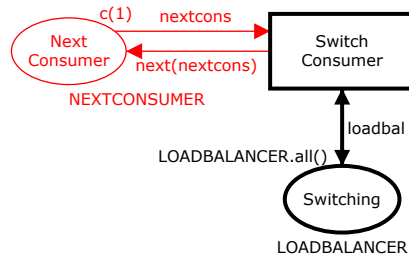 c(1) nextcons
Next
Consumer
next(nextcons)
NEXTCONSUMER
Switch
Consumer
loadbal
LOADBALANCER.all()
Switching
LOADBALANCER